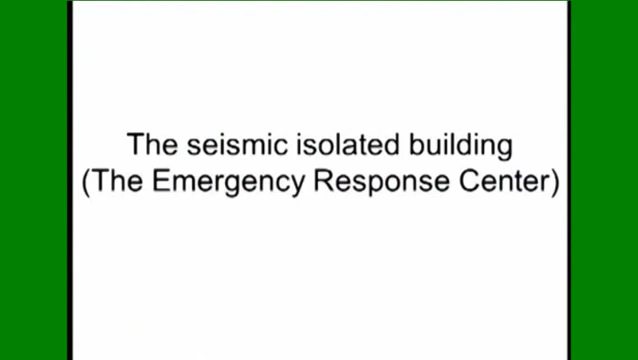 The seismic isolated building
(The Emergency Response Center)